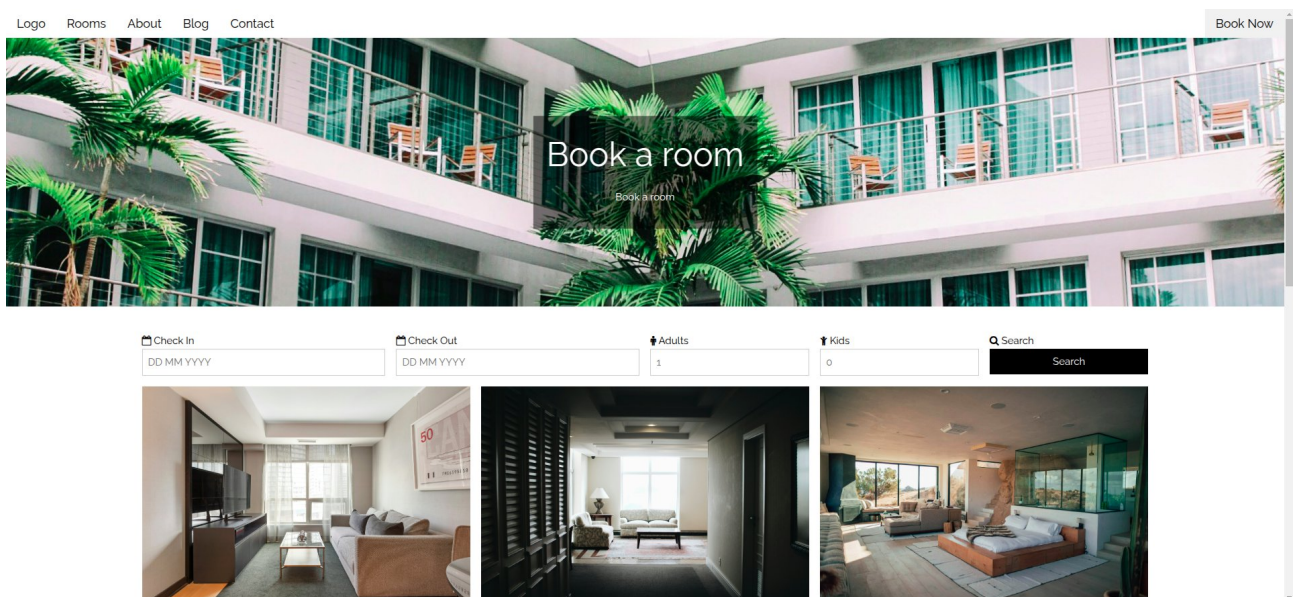 Logo Rooms About Blog Contact Book Now
Book a room
Book a room
Check In Check Out Adults Kids Search
DD MM YYYY DD MM YYYY 1 0 Search
50